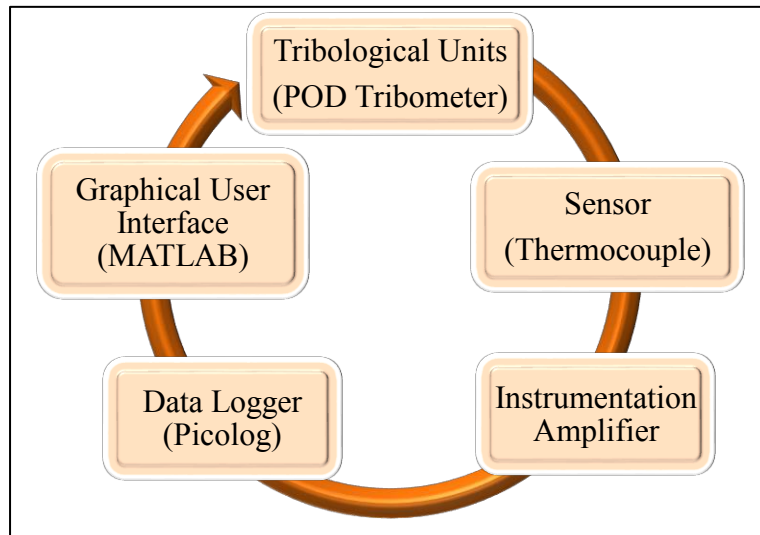 Tribological Units
(POD Tribometer)
Sensor
(Thermocouple)
Instrumentation
Amplifier
Data Logger
(Picolog)
Graphical User
Interface
(MATLAB)